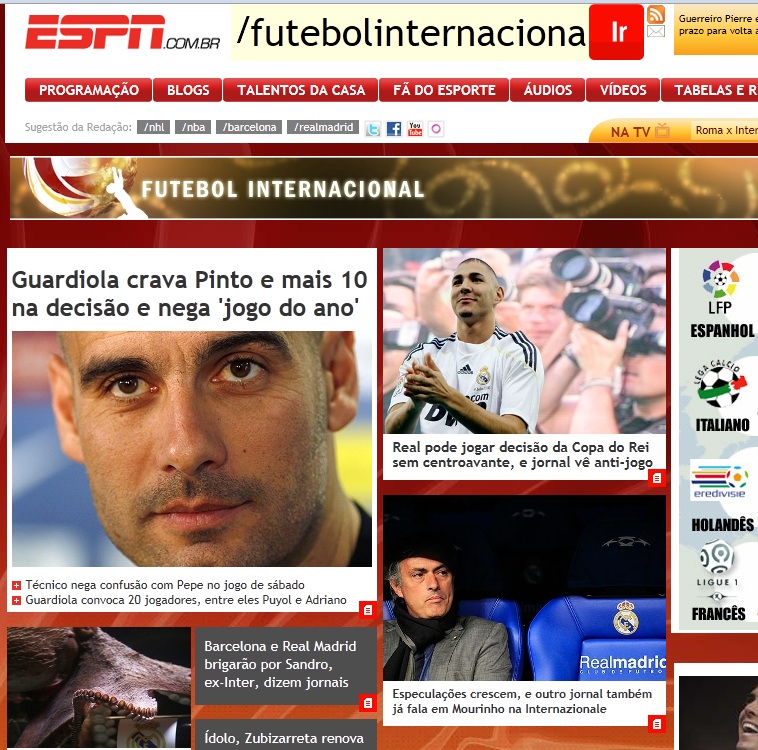 ESPN.COM.BR
/futebolinternaciona
Ir
Guerreiro Pierre e
prazo para volta a
PROGRAMAÇÃO
BLOGS
TALENTOS DA CASA
FÃ DO ESPORTE
ÁUDIOS
VÍDEOS
TABELAS E R
Sugestão da Redação:
/nhl
/nba
/barcelona
/realmadrid
You
NA TV
Roma x Inter
FUTEBOL INTERNACIONAL
Guardiola crava Pinto e mais 10
na decisão e nega 'jogo do ano'
Técnico nega confusão com Pepe no jogo de sábado
Guardiola convoca 20 jogadores, entre eles Puyol e Adriano
Real pode jogar decisão da Copa do Rei
sem centroavante, e jornal vê anti-jogo
Realmadrid
CLUB DE FUTBOL
Especulações crescem, e outro jornal também
já fala em Mourinho na Internazionale
Barcelona e Real Madrid
brigarão por Sandro,
ex-Inter, dizem jornais
Ídolo, Zubizarreta renova
LFP
ESPANHOL
LEGA CALCIO
ITALIANO
eredivisie
HOLANDÊS
LIGUE 1
FRANCÊS